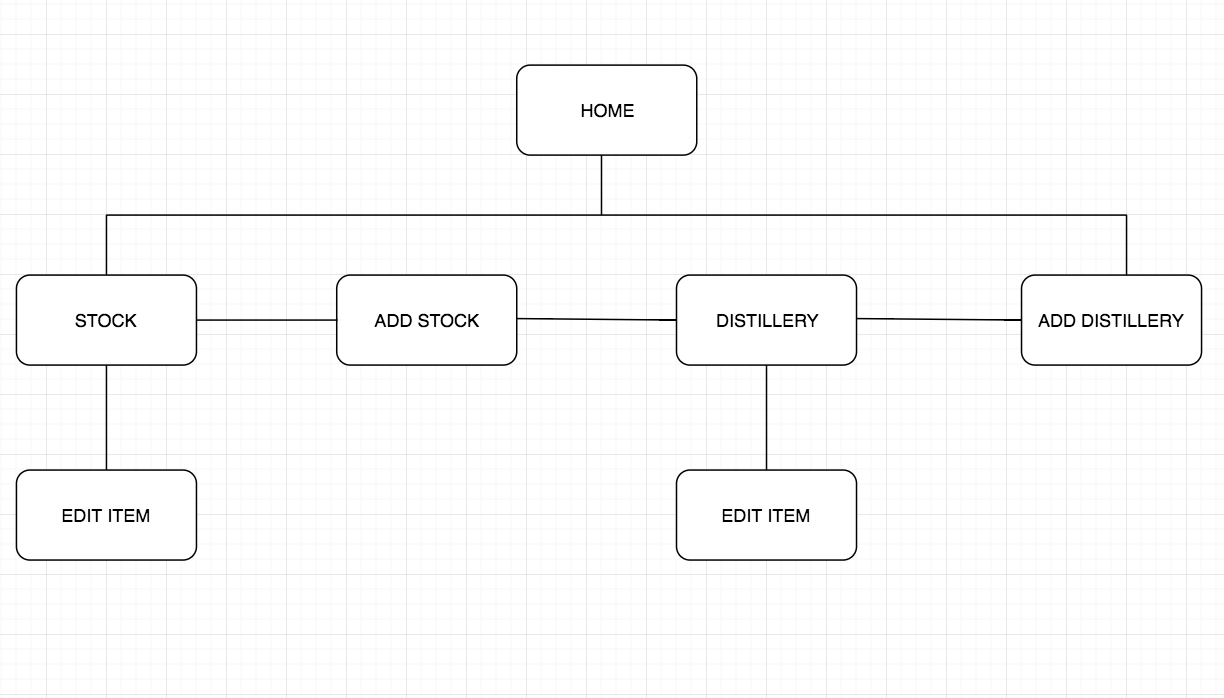 HOME
STOCK
ADD STOCK
DISTILLERY
ADD DISTILLERY
EDIT ITEM
EDIT ITEM